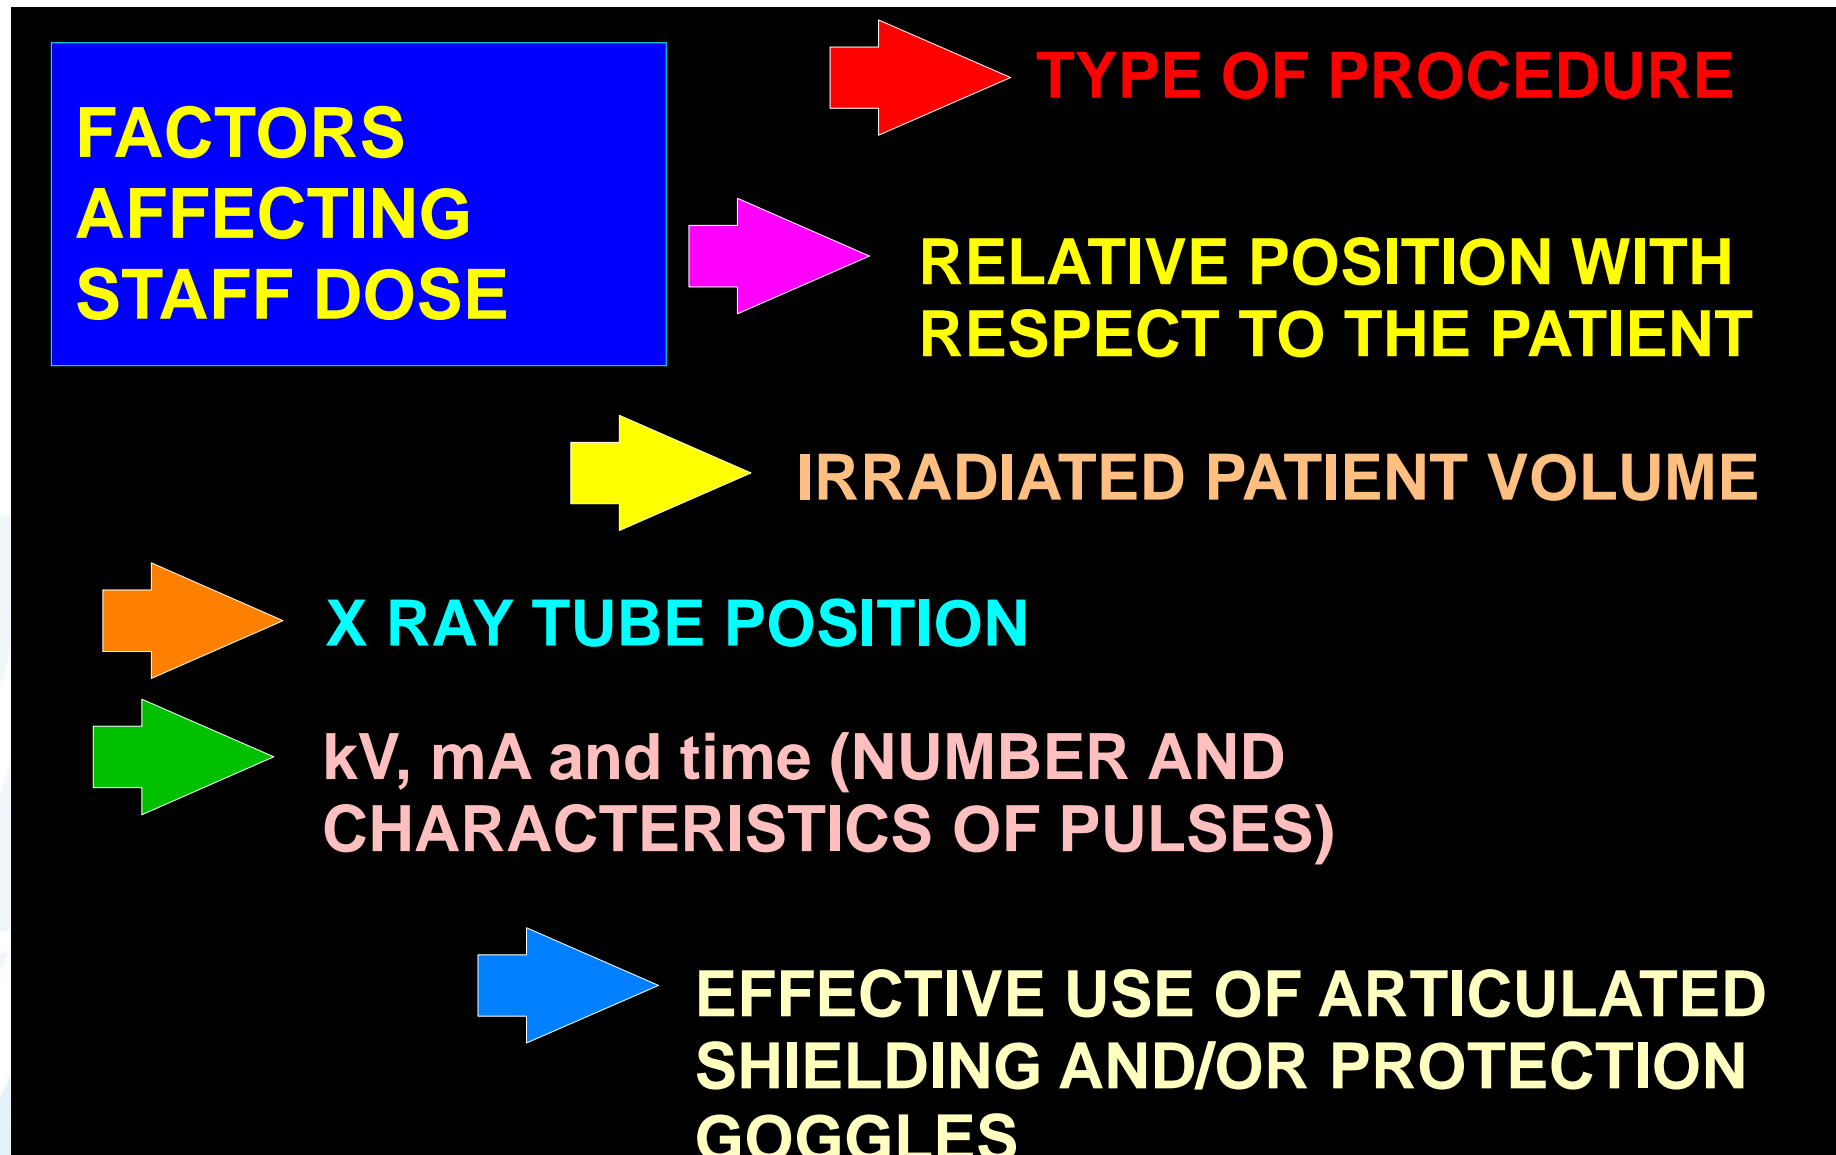 FACTORS
AFFECTING
STAFF DOSE
TYPE OF PROCEDURE
RELATIVE POSITION WITH
RESPECT TO THE PATIENT
IRRADIATED PATIENT VOLUME
X RAY TUBE POSITION
kV, mA and time (NUMBER AND
CHARACTERISTICS OF PULSES)
EFFECTIVE USE OF ARTICULATED
SHIELDING AND/OR PROTECTION
GOGGLES